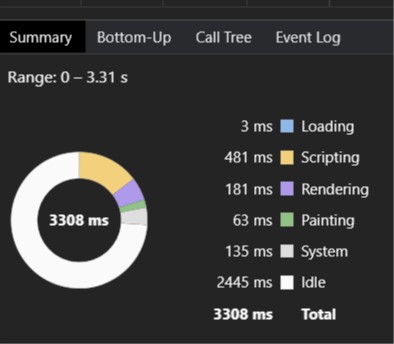 Summary Bottom-Up Call Tree Event Log
Range: 0 – 3.31 s
3 ms Loading
481 ms Scripting
181 ms Rendering
3308 ms
63 ms Painting
135 ms System
2445 ms Idle
3308 ms Total